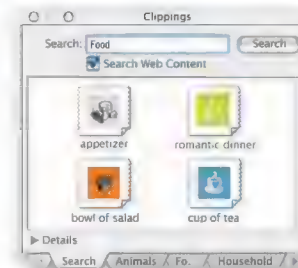 Clippings
Search: Food Search
Search Web Content
appetizer romantic dinner
bowl of salad cup of tea
Details
Search Animals Fo. Household